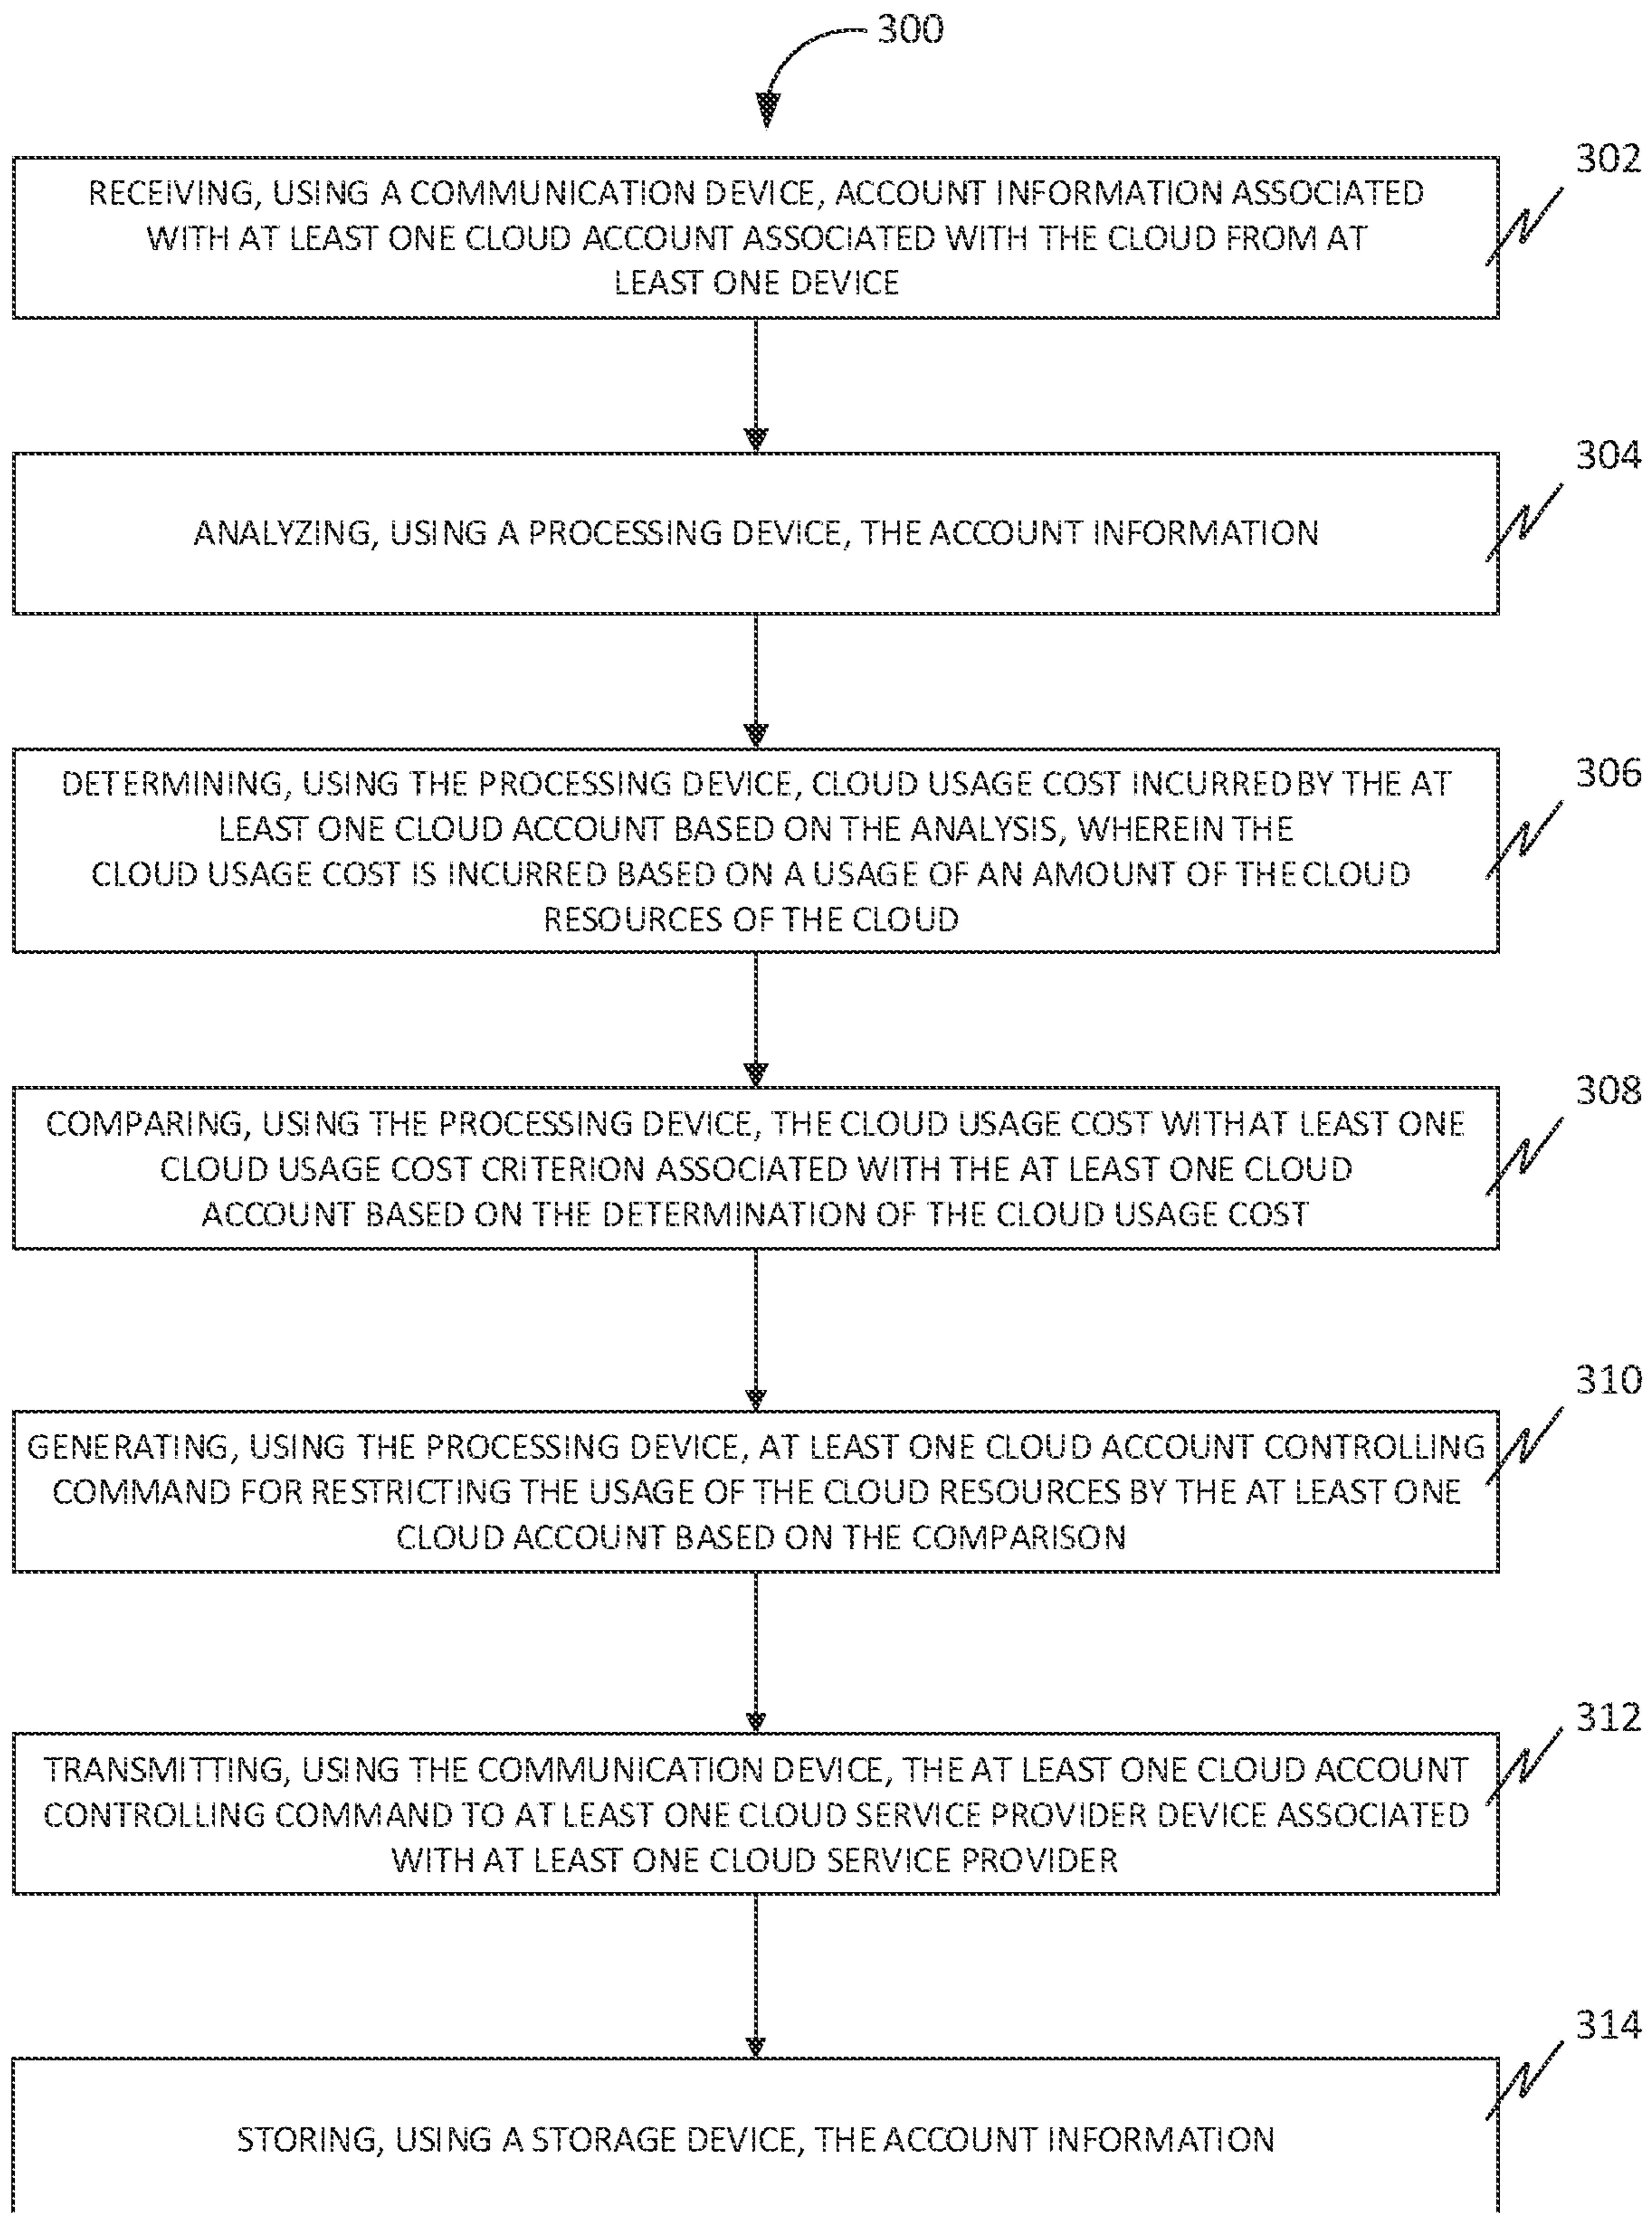 300
302
RECEIVING, USING A COMMUNICATION DEVICE, ACCOUNT INFORMATION ASSOCIATED
WITH AT LEAST ONE CLOUD ACCOUNT ASSOCIATED WITH THE CLOUD FROM AT
LEAST ONE DEVICE
304
ANALYZING, USING A PROCESSING DEVICE, THE ACCOUNT INFORMATION
306
DETERMINING, USING THE PROCESSING DEVICE, CLOUD USAGE COST INCURRED BY THE AT
LEAST ONE CLOUD ACCOUNT BASED ON THE ANALYSIS, WHEREIN THE
CLOUD USAGE COST IS INCURRED BASED ON A USAGE OF AN AMOUNT OF THE CLOUD
RESOURCES OF THE CLOUD
308
COMPARING, USING THE PROCESSING DEVICE, THE CLOUD USAGE COST WITH AT LEAST ONE
CLOUD USAGE COST CRITERION ASSOCIATED WITH THE AT LEAST ONE CLOUD
ACCOUNT BASED ON THE DETERMINATION OF THE CLOUD USAGE COST
310
GENERATING, USING THE PROCESSING DEVICE, AT LEAST ONE CLOUD ACCOUNT CONTROLLING
COMMAND FOR RESTRICTING THE USAGE OF THE CLOUD RESOURCES BY THE AT LEAST ONE
CLOUD ACCOUNT BASED ON THE COMPARISON
312
TRANSMITTING, USING THE COMMUNICATION DEVICE, THE AT LEAST ONE CLOUD ACCOUNT
CONTROLLING COMMAND TO AT LEAST ONE CLOUD SERVICE PROVIDER DEVICE ASSOCIATED
WITH AT LEAST ONE CLOUD SERVICE PROVIDER
314
STORING, USING A STORAGE DEVICE, THE ACCOUNT INFORMATION